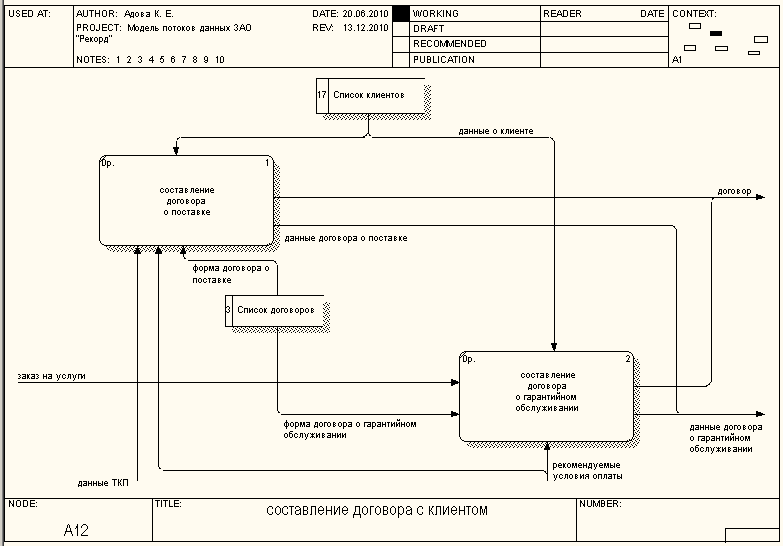 USED AT:
AUTHOR: Адова К. Е.
DATE: 20.06.2010
PROJECT: Модель потоков данных ЗАО
"Рекорд"
REV: 13.12.2010
NOTES: 1 2 3 4 5 6 7 8 9 10
WORKING
DRAFT
RECOMMENDED
PUBLICATION
READER DATE
CONTEXT:
A1
17 Список клиентов
данные о клиенте
0р. 1
составление
договора
о поставке
договор
данные договора о поставке
форма договора о
поставке
3 Список договоров
0р. 2
составление
договора
о гарантийном
обслуживании
заказ на услуги
форма договора о гарантийном
обслуживании
данные договора
о гарантийном
обслуживании
рекомендуемые
условия оплаты
данные ТКП
NODE:
A12
TITLE:
составление договора с клиентом
NUMBER: